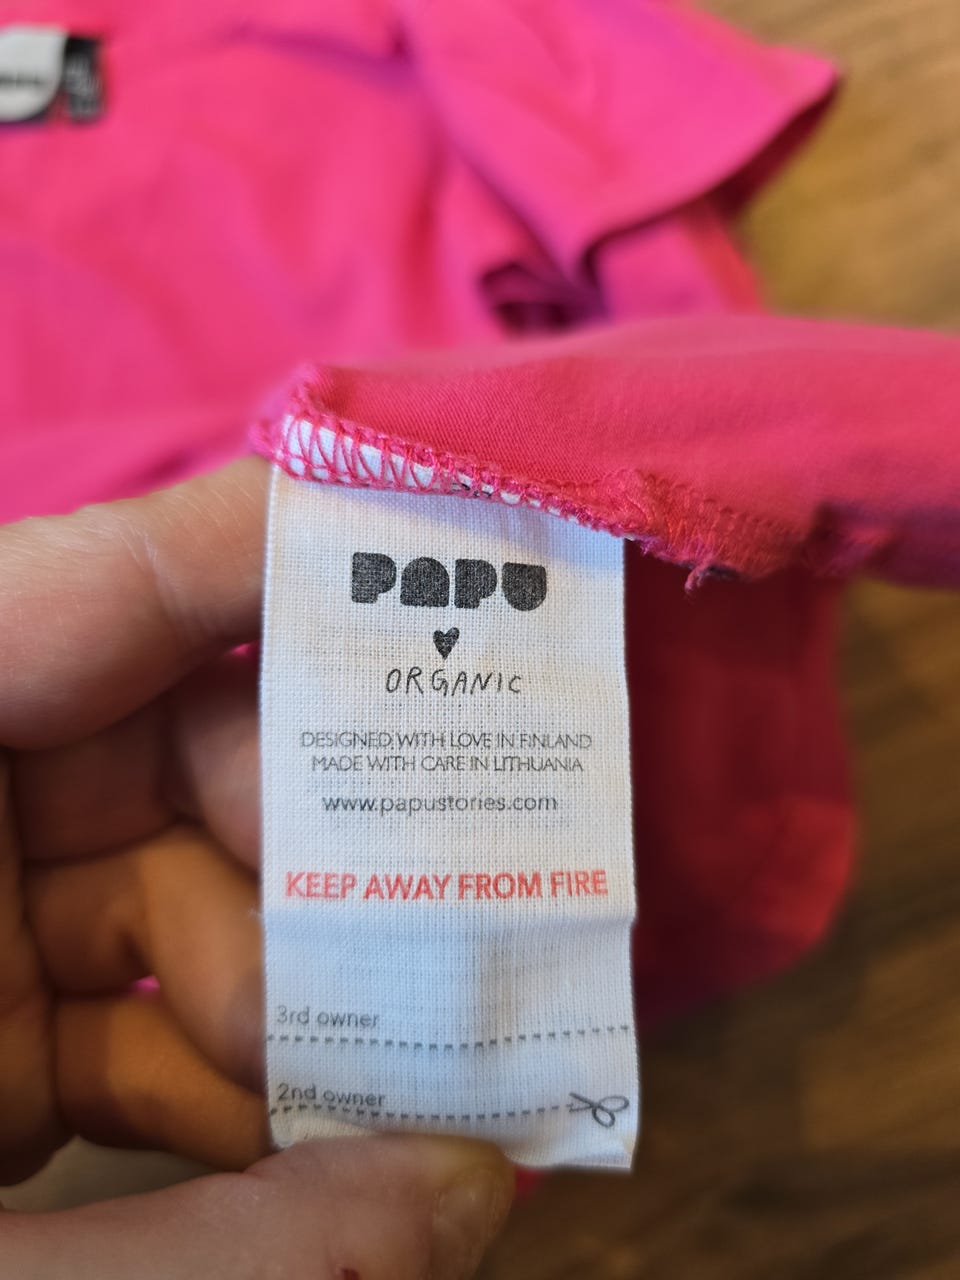 PAPU
ORGANIC
DESIGNED WITH LOVE IN FINLAND
MADE WITH CARE IN LITHUANIA
www.papustories.com
KEEP AWAY FROM FIRE
3rd owner
2nd owner